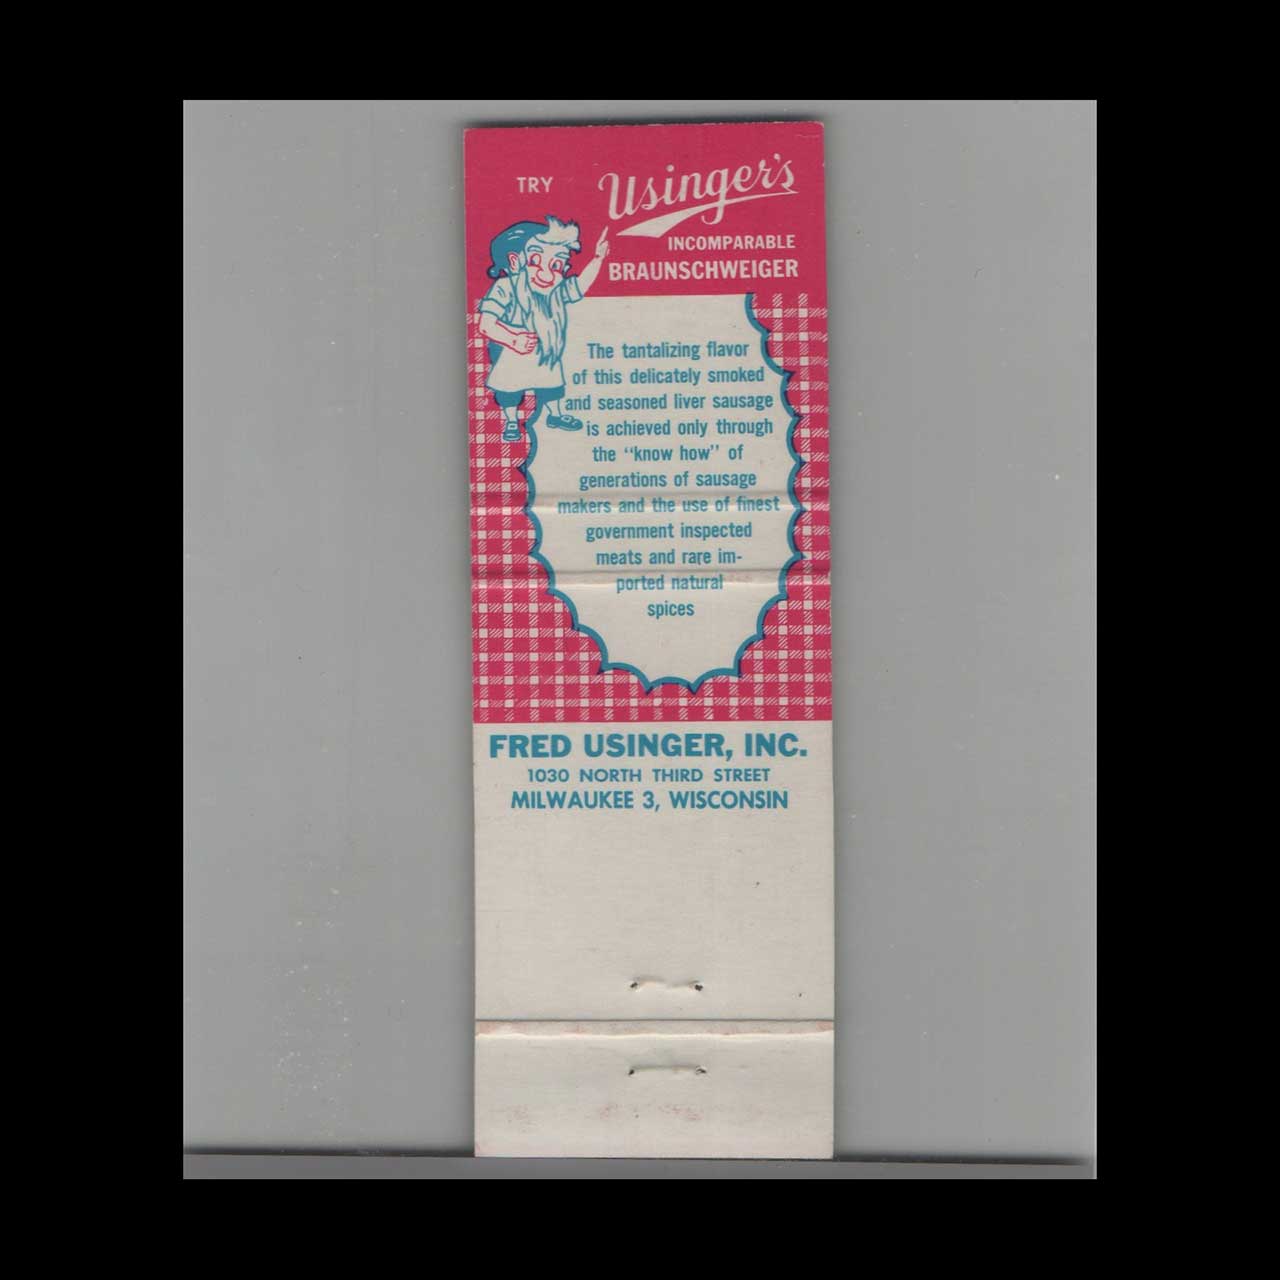 TRY Usinger's
INCOMPARABLE
BRAUNSCHWEIGER
The tantalizing flavor
of this delicately smoked
and seasoned liver sausage
is achieved only through
the "know how" of
generations of sausage
makers and the use of finest
government inspected
meats and rare im-
ported natural
spices
FRED USINGER, INC.
1030 NORTH THIRD STREET
MILWAUKEE 3, WISCONSIN